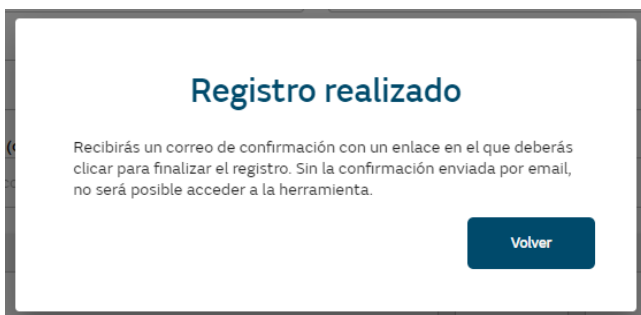 Registro realizado
Recibirás un correo de confirmación con un enlace en el que deberás
clicar para finalizar el registro. Sin la confirmación enviada por email,
no será posible acceder a la herramienta.
Volver